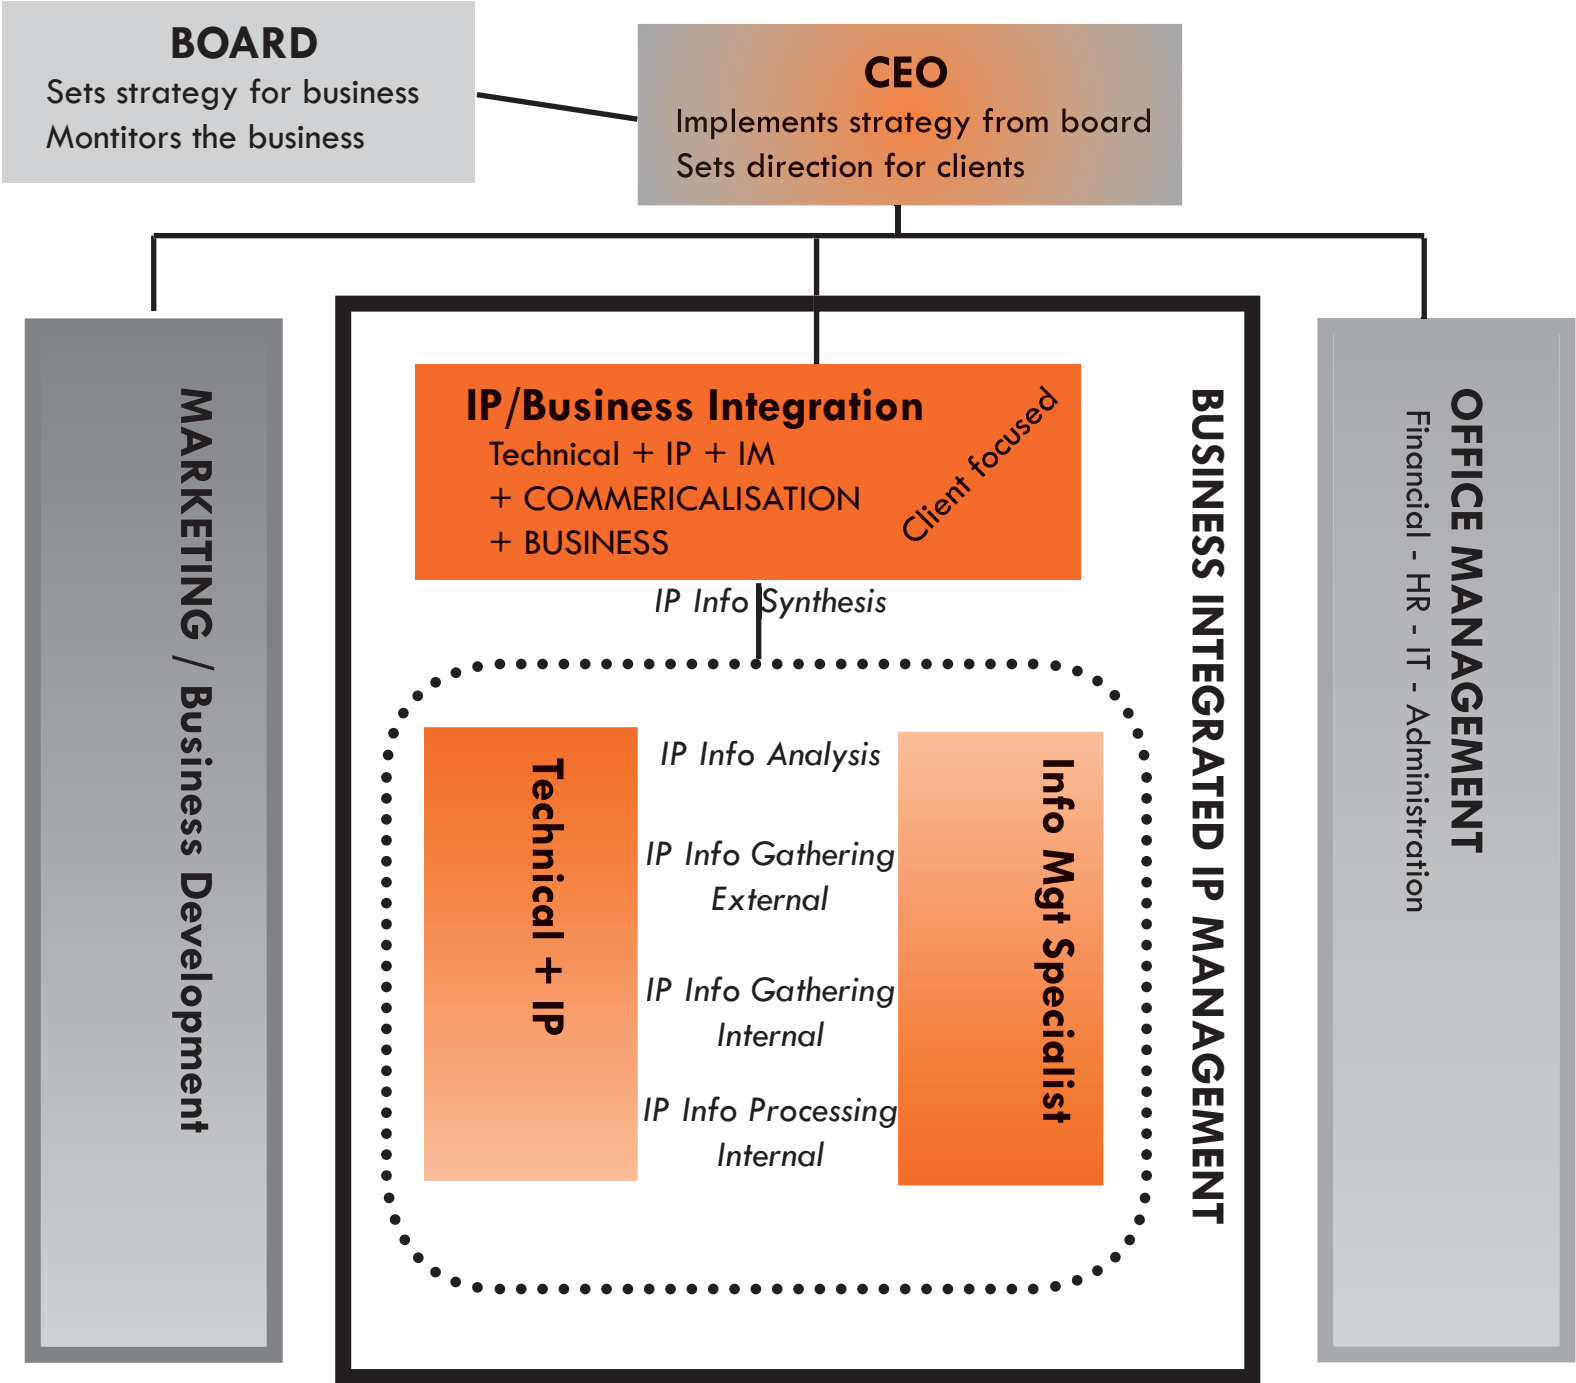 BOARD
Sets strategy for business
Montitors the business
CEO
Implements strategy from board
Sets direction for clients
MARKETING / Business Development
IP/Business Integration
Technical + IP + IM
+ COMMERICALISATION
+ BUSINESS
Client focused
IP Info Synthesis
Technical + IP
IP Info Analysis
IP Info Gathering
External
IP Info Gathering
Internal
IP Info Processing
Internal
Info Mgt Specialist
BUSINESS INTEGRATED IP MANAGEMENT
OFFICE MANAGEMENT
Financial - HR - IT - Administration